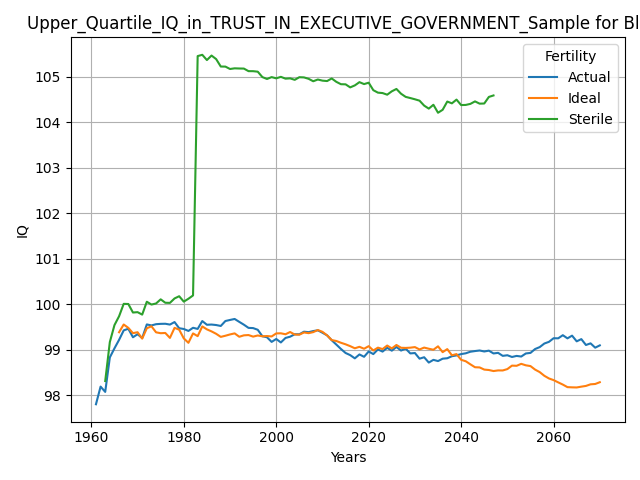 Upper_Quartile_IQ_in_TRUST_IN_EXECUTIVE_GOVERNMENT_Sample for Bl
Fertility
Actual
Ideal
Sterile
105
104
103
102
101
100
99
98
IQ
1960
1980
2000
2020
2040
2060
Years